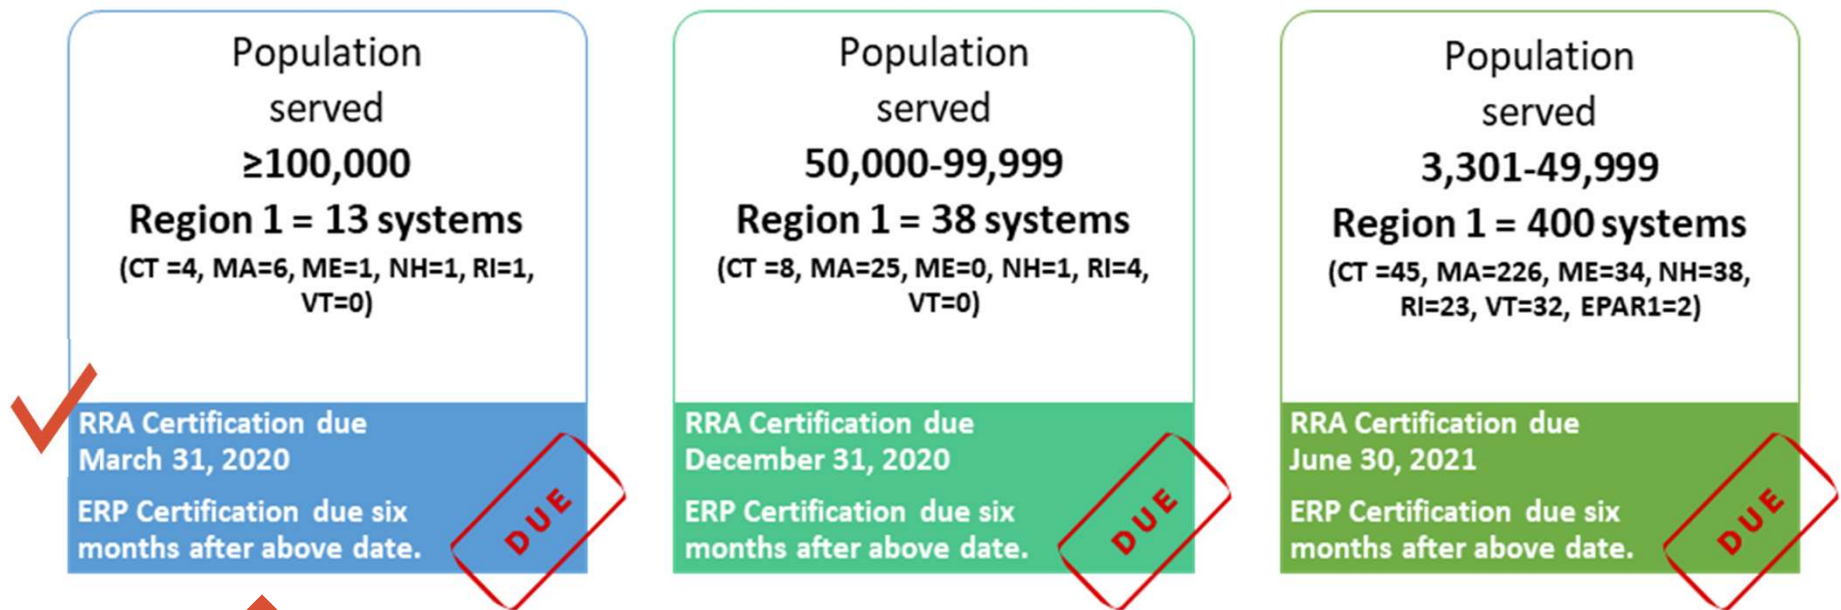 Population
served
≥100,000
Region 1 = 13 systems
(CT =4, MA=6, ME=1, NH=1, RI=1,
VT=0)
RRA Certification due
March 31, 2020
ERP Certification due six
months after above date.
DUE
Population
served
50,000-99,999
Region 1 = 38 systems
(CT =8, MA=25, ME=0, NH=1, RI=4,
VT=0)
RRA Certification due
December 31, 2020
ERP Certification due six
months after above date.
DUE
Population
served
3,301-49,999
Region 1 = 400 systems
(CT =45, MA=226, ME=34, NH=38,
RI=23, VT=32, EPAR1=2)
RRA Certification due
June 30, 2021
ERP Certification due six
months after above date.
DUE